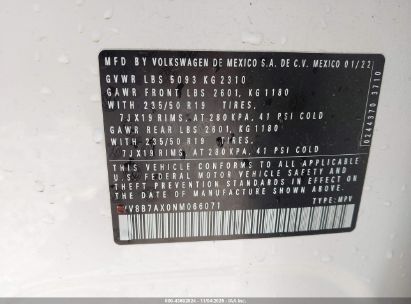 MFD BY VOLKSWAGEN DE MEXICO S.A. DE C.V. MEXICO 01/22
GVWR LBS 5093 KG 2310
GAWR FRONT LBS 2601, KG 1180
WITH 235/50 R19 TIRES,
7JX19 RIMS, AT 280 KPA, 41 PSI COLD
GAWR REAR LBS 2601, KG 1180
WITH 235/50 R19 TIRES,
7JX19 RIMS, AT 280 KPA, 41 PSI COLD
THIS VEHICLE CONFORMS TO ALL APPLICABLE
U.S. FEDERAL MOTOR VEHICLE SAFETY AND
THEFT PREVENTION STANDARDS IN EFFECT ON
THE DATE OF MANUFACTURE SHOWN ABOVE.
VV8B7AX0NM066071
TYPE: MPV
0244370 3710